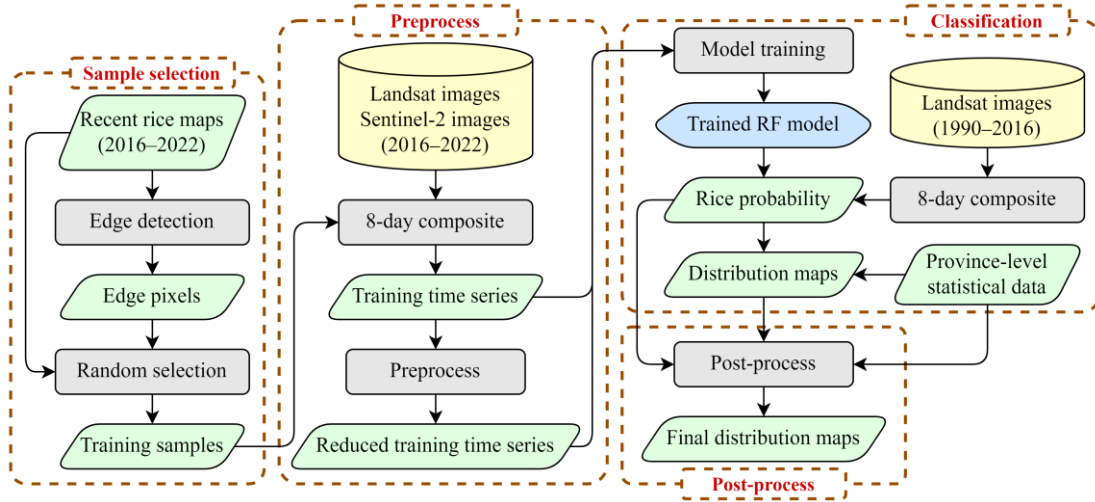 Sample selection
Recent rice maps
(2016–2022)
Edge detection
Edge pixels
Random selection
Training samples
Preprocess
Landsat images
Sentinel-2 images
(2016–2022)
8-day composite
Training time series
Preprocess
Reduced training time series
Classification
Model training
Trained RF model
Landsat images
(1990–2016)
Rice probability
8-day composite
Distribution maps
Province-level
statistical data
Post-process
Final distribution maps
Post-process